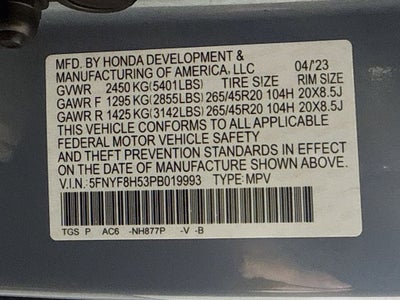 MFD. BY HONDA DEVELOPMENT &
MANUFACTURING OF AMERICA, LLC 04/'23
GVWR 2450 KG(5401LBS) TIRE SIZE RIM SIZE
GAWR F 1295 KG(2855LBS) 265/45R20 104H 20X8.5J
GAWR R 1425 KG(3142LBS) 265/45R20 104H 20X8.5J
THIS VEHICLE CONFORMS TO ALL APPLICABLE
FEDERAL MOTOR VEHICLE SAFETY
AND THEFT PREVENTION STANDARDS IN EFFECT
ON THE DATE OF MANUFACTURE SHOWN ABOVE.
V.I.N.: 5FNYF8H53PB019993 TYPE: MPV
TGS P AC6 -NH877P -V -B